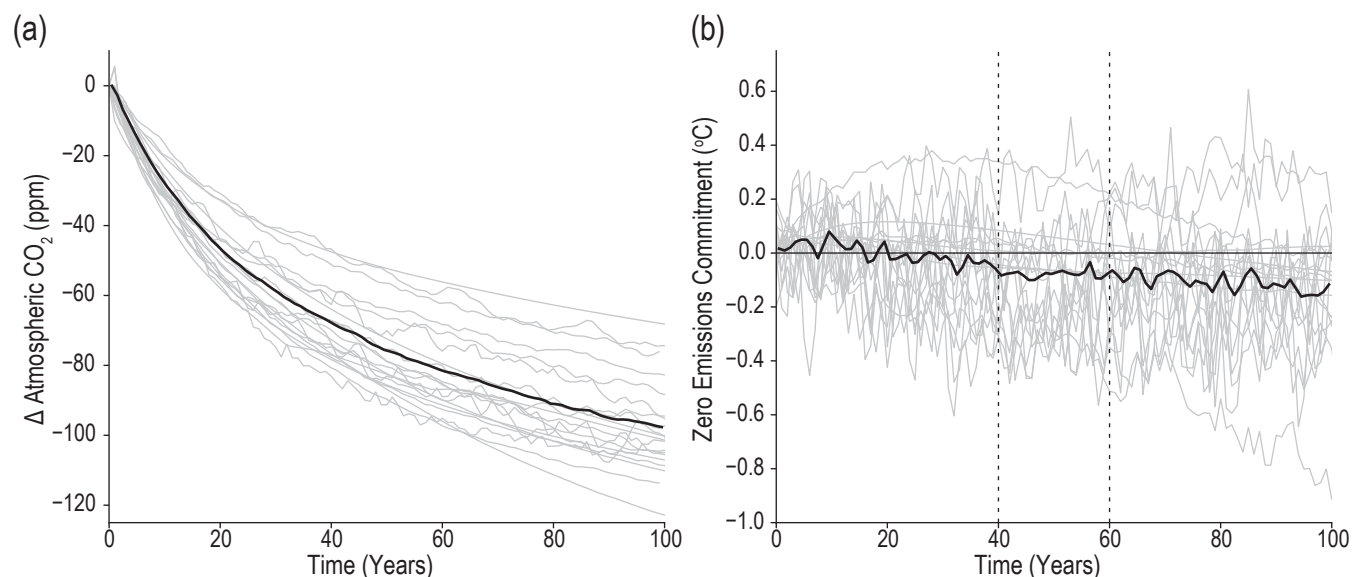 (a)
Δ Atmospheric CO2 (ppm)
0
−20
−40
−60
−80
−100
−120
0 20 40 60 80 100
Time (Years)
(b)
Zero Emissions Commitment (oC)
0.6
0.4
0.2
0.0
−0.2
−0.4
−0.6
−0.8
−1.0
0 20 40 60 80 100
Time (Years)